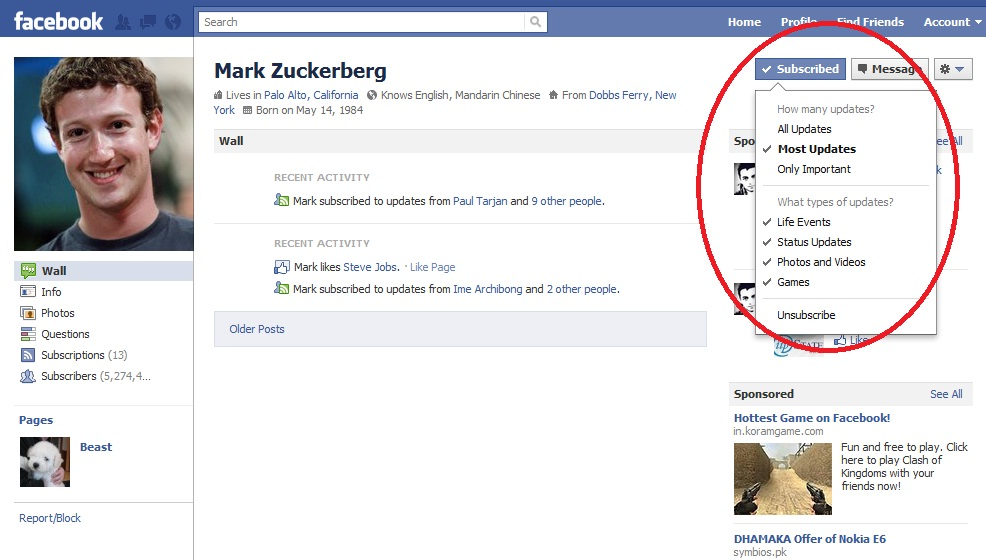 facebook
Search
Home Profile Find Friends Account
Mark Zuckerberg
Subscribed Message
Lives in Palo Alto, California Knows English, Mandarin Chinese From Dobbs Ferry, New
York Born on May 14, 1984
How many updates?
All Updates
Most Updates
Only Important
What types of updates?
Life Events
Status Updates
Photos and Videos
Games
Unsubscribe
Wall
RECENT ACTIVITY
Mark subscribed to updates from Paul Tarjan and 9 other people.
RECENT ACTIVITY
Mark likes Steve Jobs. · Like Page
Mark subscribed to updates from Ime Archibong and 2 other people.
Older Posts
Wall
Info
Photos
Questions
Subscriptions (13)
Subscribers (5,274,4...
Pages
Beast
Report/Block
Like
Sponsored See All
Hottest Game on Facebook!
in.koramgame.com
Fun and free to play. Click
here to play Clash of
Kingdoms with your
friends now!
DHAMAKA Offer of Nokia E6
symbios.pk